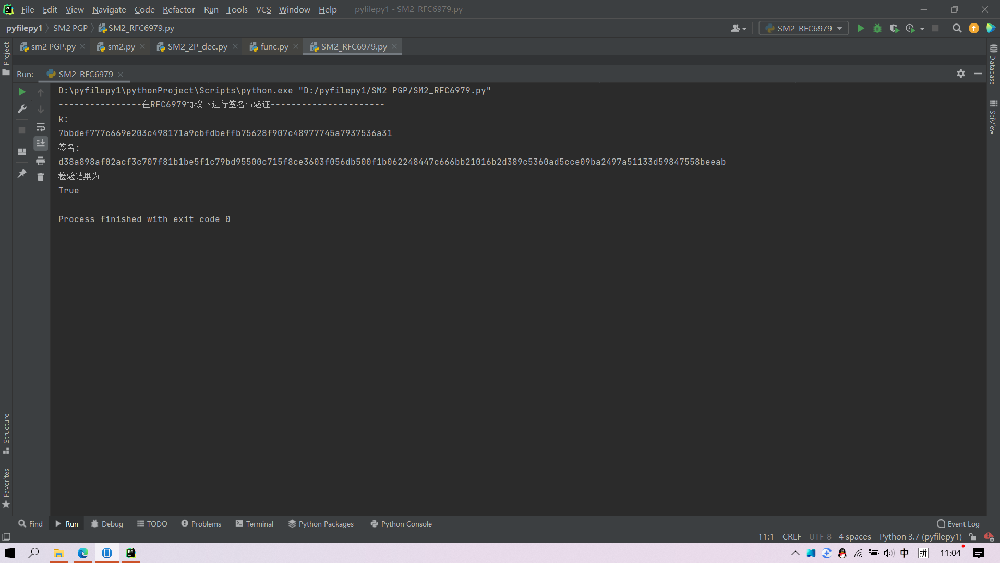 File Edit View Navigate Code Refactor Run Tools VCS Window Help pyfilepy1 - SM2_RFC6979.py
pyfilepy1 SM2 PGP SM2_RFC6979.py SM2_RFC6979
sm2 PGP.py sm2.py SM2_2P_dec.py func.py SM2_RFC6979.py
Project
Database
SciView
Run: SM2_RFC6979
D:\pyfilepy1\pythonProject\Scripts\python.exe "D:/pyfilepy1/SM2 PGP/SM2_RFC6979.py"
----------------在RFC6979协议下进行签名与验证----------------------
k:
7bbdef777c669e203c498171a9cbfdbeffb75628f907c48977745a7937536a31
签名:
d38a898af02acf3c707f81b1be5f1c79bd95500c715f8ce3603f056db500f1b062248447c666bb21016b2d389c5360ad5cce09ba2497a51133d59847558beeab
检验结果为
True
Process finished with exit code 0
Structure
Favorites
Find Run Debug TODO Problems Terminal Python Packages Python Console Event Log
11:1 CRLF UTF-8 4 spaces Python 3.7 (pyfilepy1)
中 拼 11:04